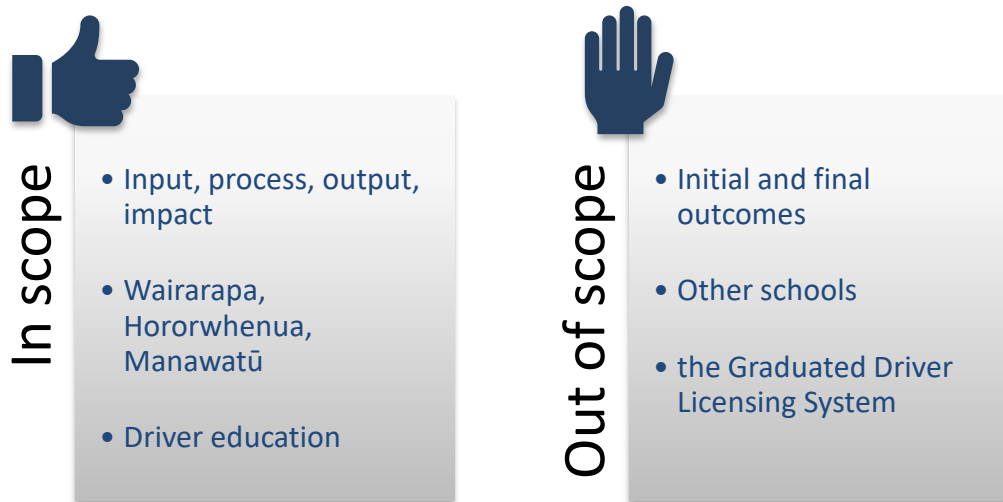 In scope
• Input, process, output,
impact
• Wairarapa,
Hororwhenua,
Manawatū
• Driver education
Out of scope
• Initial and final
outcomes
• Other schools
• the Graduated Driver
Licensing System